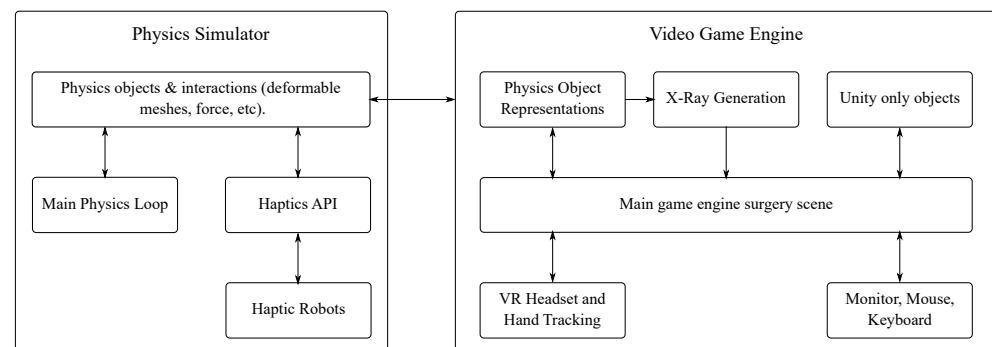 Physics Simulator
Physics objects & interactions (deformable
meshes, force, etc).
Main Physics Loop
Haptics API
Haptic Robots
Video Game Engine
Physics Object
Representations
X-Ray Generation
Unity only objects
Main game engine surgery scene
VR Headset and
Hand Tracking
Monitor, Mouse,
Keyboard